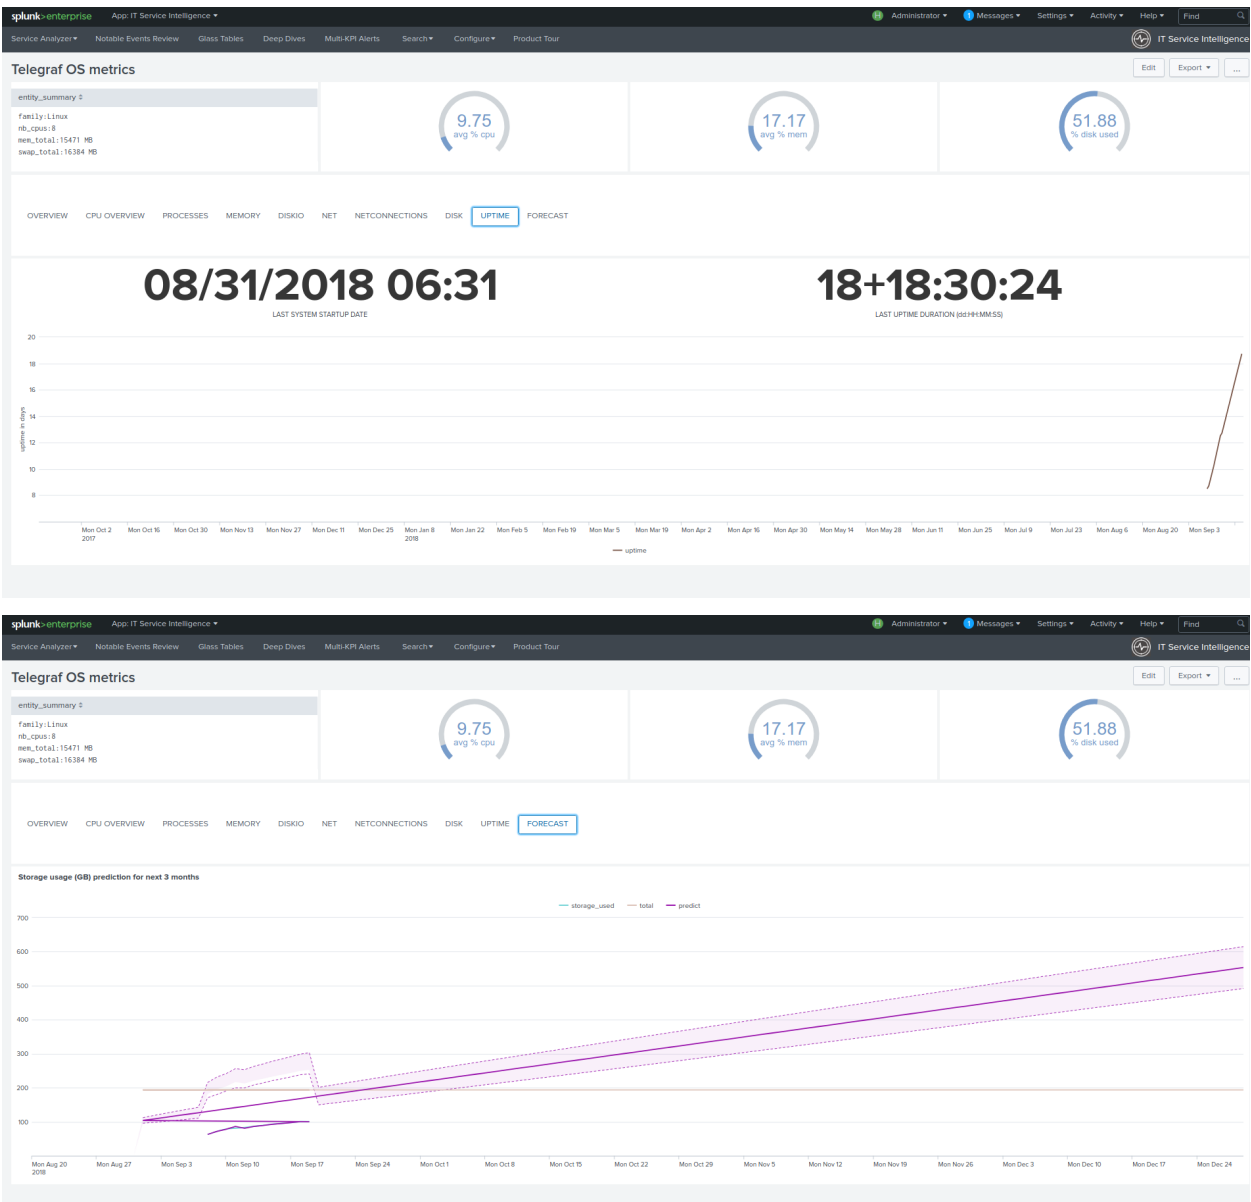 splunk>enterprise App: IT Service Intelligence Administrator Messages Settings Activity Help Find
Service Analyzer Notable Events Review Glass Tables Deep Dives Multi-KPI Alerts Search Configure Product Tour IT Service Intelligence
Telegraf OS metrics Edit Export ...
entity_summary
family:Linux
nb_cpus:8
mem_total:15471 MB
swap_total:16384 MB
9.75
avg % cpu
17.17
avg % mem
51.88
% disk used
OVERVIEW CPU OVERVIEW PROCESSES MEMORY DISKIO NET NETCONNECTIONS DISK UPTIME FORECAST
08/31/2018 06:31
LAST SYSTEM STARTUP DATE
18+18:30:24
LAST UPTIME DURATION (dd:HH:MM:SS)
uptime in days
20
18
16
14
12
10
8
Mon Oct 2 Mon Oct 16 Mon Oct 30 Mon Nov 13 Mon Nov 27 Mon Dec 11 Mon Dec 25 Mon Jan 8 Mon Jan 22 Mon Feb 5 Mon Feb 19 Mon Mar 5 Mon Mar 19 Mon Apr 2 Mon Apr 16 Mon Apr 30 Mon May 14 Mon May 28 Mon Jun 11 Mon Jun 25 Mon Jul 9 Mon Jul 23 Mon Aug 6 Mon Aug 20 Mon Sep 3
2017 2018
uptime
splunk>enterprise App: IT Service Intelligence Administrator Messages Settings Activity Help Find
Service Analyzer Notable Events Review Glass Tables Deep Dives Multi-KPI Alerts Search Configure Product Tour IT Service Intelligence
Telegraf OS metrics Edit Export ...
entity_summary
family:Linux
nb_cpus:8
mem_total:15471 MB
swap_total:16384 MB
9.75
avg % cpu
17.17
avg % mem
51.88
% disk used
OVERVIEW CPU OVERVIEW PROCESSES MEMORY DISKIO NET NETCONNECTIONS DISK UPTIME FORECAST
Storage usage (GB) prediction for next 3 months
storage_used total predict
700
600
500
400
300
200
100
Mon Aug 20 Mon Aug 27 Mon Sep 3 Mon Sep 10 Mon Sep 17 Mon Sep 24 Mon Oct 1 Mon Oct 8 Mon Oct 15 Mon Oct 22 Mon Oct 29 Mon Nov 5 Mon Nov 12 Mon Nov 19 Mon Nov 26 Mon Dec 3 Mon Dec 10 Mon Dec 17 Mon Dec 24
2018